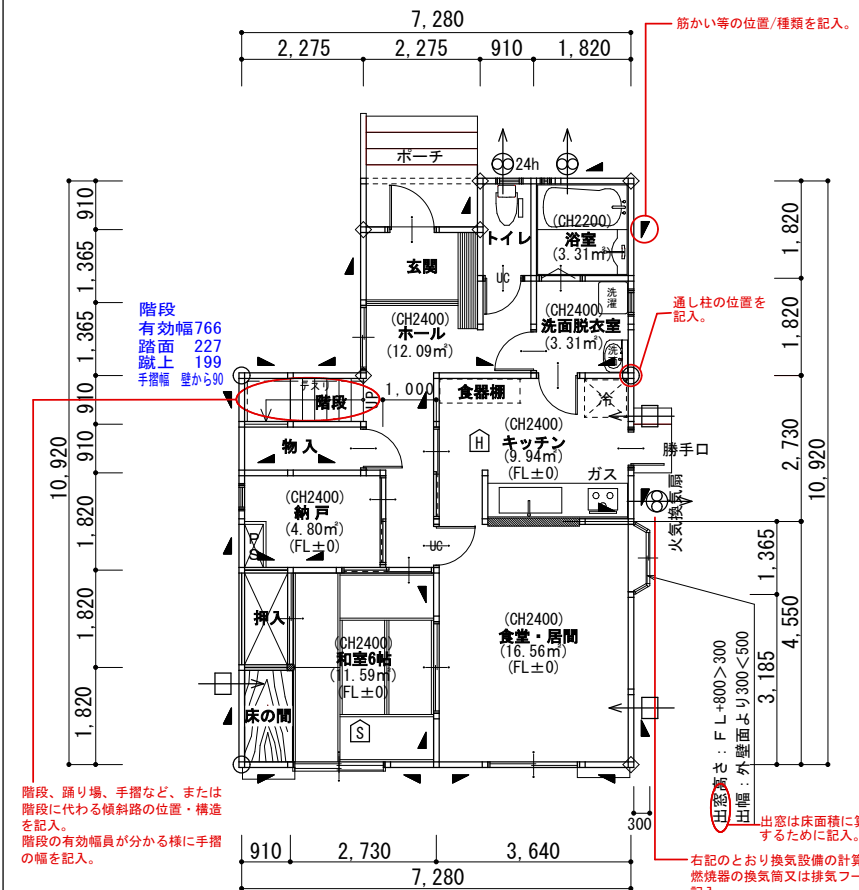 7,280
2,275
2,275
910
1,820
筋かい等の位置/種類を記入。
ポーチ
24h
(CH2200)
浴室
(3.31㎡)
トイレ
玄関
UC
洗濯
910
1,365
1,365
910
910
1,820
1,820
1,820
10,920
1,820
1,820
2,730
10,920
1,365
4,550
3,185
階段
有効幅766
踏面 227
蹴上 199
手摺幅 壁から90
(CH2400)
ホール
(12.09㎡)
(CH2400)
洗面脱衣室
(3.31㎡)
洗
通し柱の位置を
記入。
テスリ
階段
UP
1,000
食器棚
冷
(CH2400)
キッチン
(9.94㎡)
(FL±0)
H
勝手口
ガス
火気換気扇
物入
(CH2400)
納戸
(4.80㎡)
(FL±0)
PS
UC
押入
(CH2400)
和室6帖
(11.59㎡)
(FL±0)
S
床の間
(CH2400)
食堂・居間
(16.56㎡)
(FL±0)
出窓高さ:FL+800>300
出幅:外壁面より300<500
300
階段、踊り場、手摺など、または
階段に代わる傾斜路の位置・構造
を記入。
階段の有効幅員が分かる様に手摺
の幅を記入。
出窓は床面積に算
するために記入。
右記のとおり換気設備の計算
燃焼器の換気筒又は排気フー
910
2,730
3,640
7,280